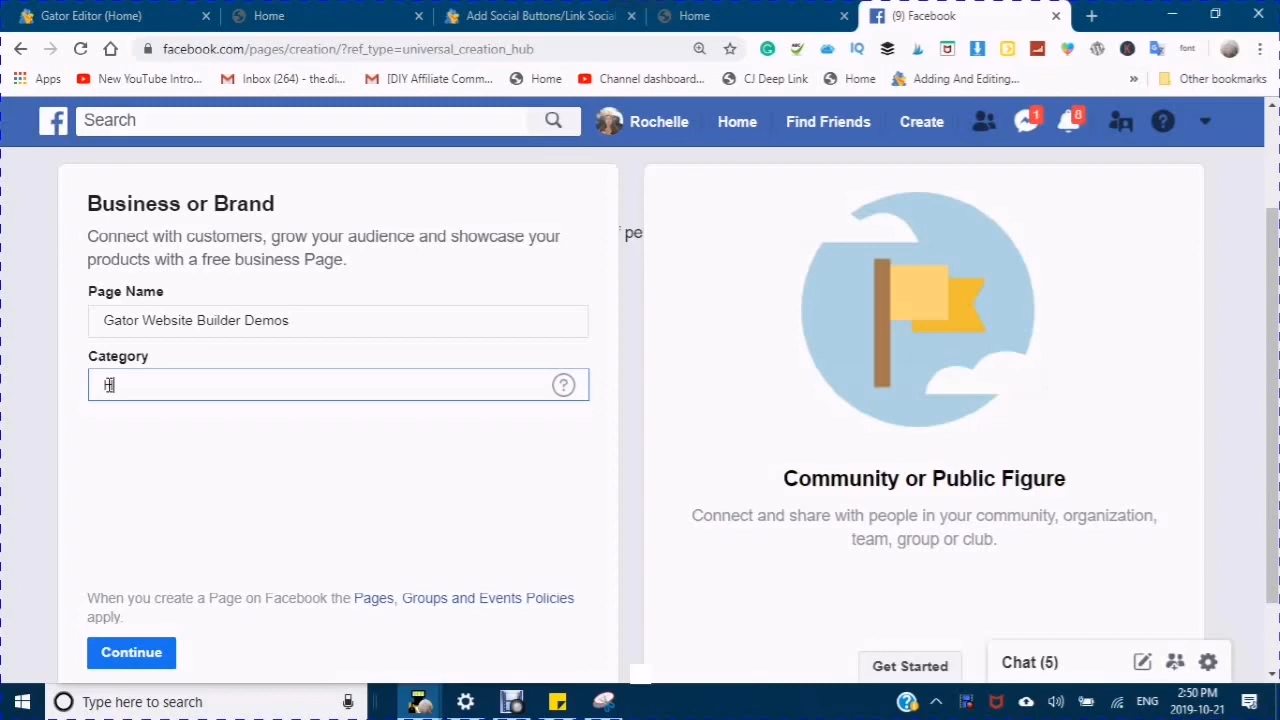 Gator Editor (Home)
Home
Add Social Buttons/Link Social
Home
(9) Facebook
facebook.com/pages/creation/?ref_type=universal_creation_hub
IQ
font
Apps
New YouTube Intro...
Inbox (264) - the.di...
[DIY Affiliate Comm...
Home
Channel dashboard...
CJ Deep Link
Home
Adding And Editing...
Other bookmarks
Search
Rochelle
Home
Find Friends
Create
1
8
Business or Brand
Connect with customers, grow your audience and showcase your
products with a free business Page.
pe
Page Name
Gator Website Builder Demos
Category
?
Community or Public Figure
Connect and share with people in your community, organization,
team, group or club.
When you create a Page on Facebook the Pages, Groups and Events Policies
apply.
Continue
Get Started
Chat (5)
Type here to search
ENG
2:50 PM
2019-10-21